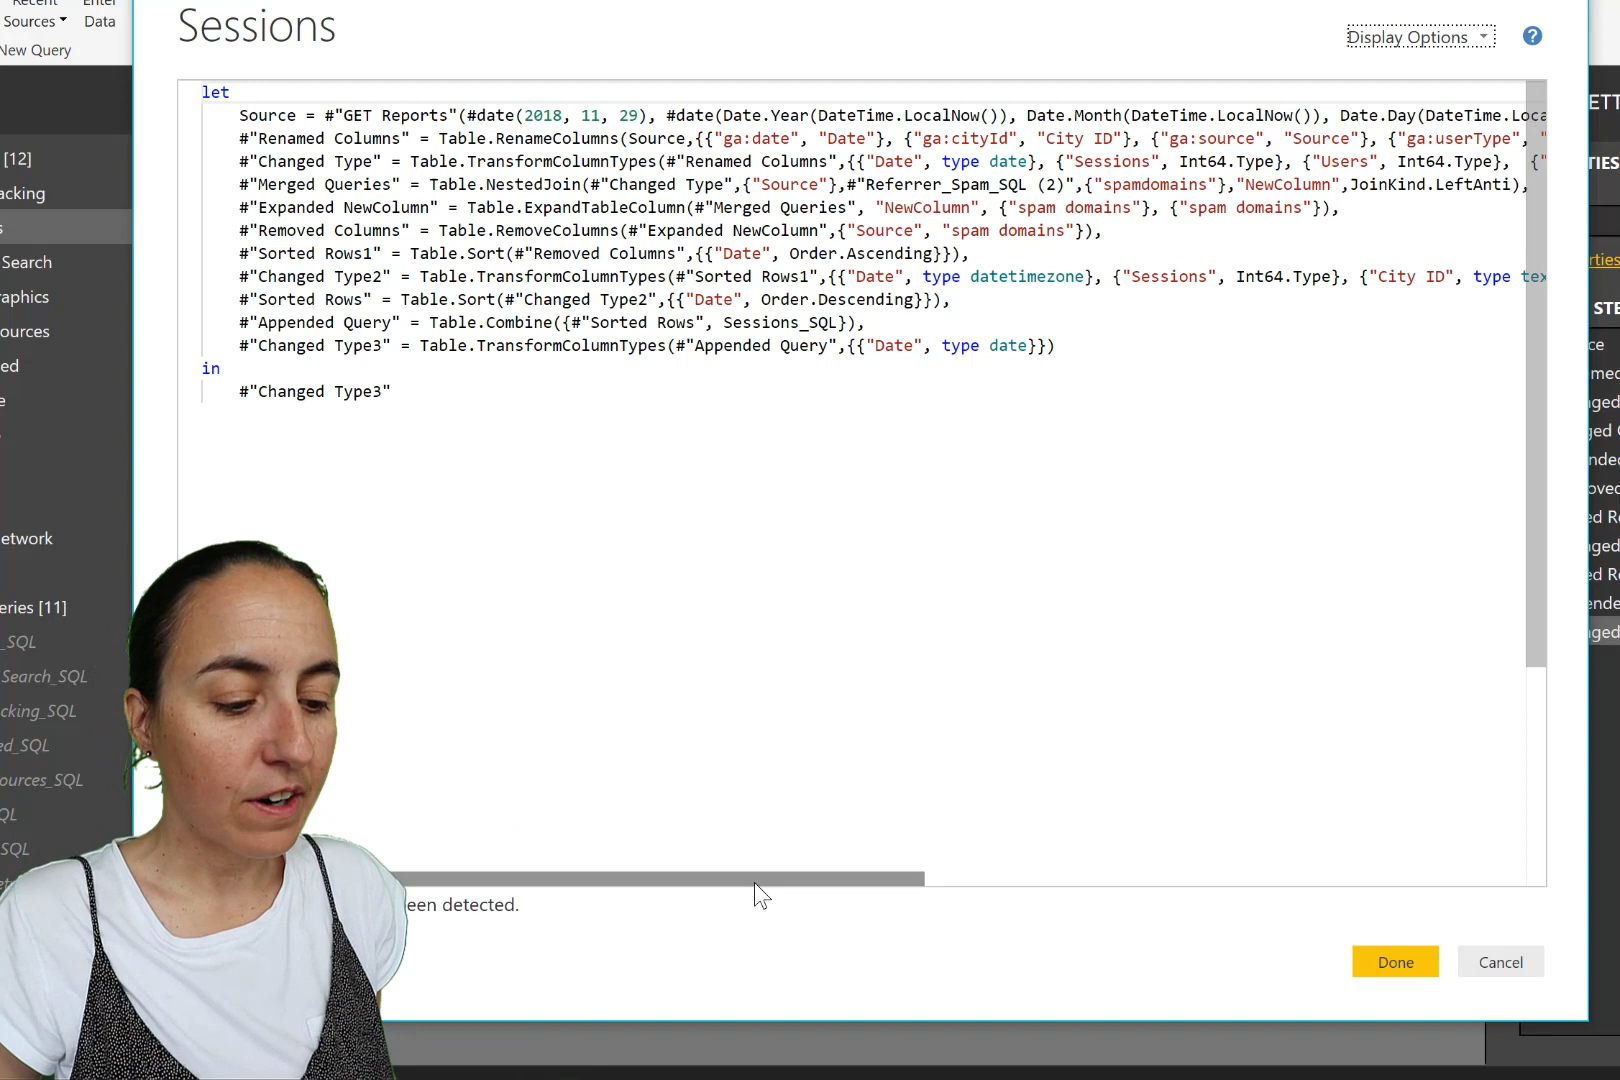 Recent
Enter
Sources
Data
New Query
[12]
acking
s
Search
raphics
ources
ed
e
etwork
eries [11]
_SQL
Search_SQL
cking_SQL
ed_SQL
ources_SQL
QL
SQL
Sessions
Display Options
?
let
Source = #"GET Reports"(#date(2018, 11, 29), #date(Date.Year(DateTime.LocalNow()), Date.Month(DateTime.LocalNow()), Date.Day(DateTime.Loca
#"Renamed Columns" = Table.RenameColumns(Source,{{"ga:date", "Date"}, {"ga:cityId", "City ID"}, {"ga:source", "Source"}, {"ga:userType", "
#"Changed Type" = Table.TransformColumnTypes(#"Renamed Columns",{{"Date", type date}, {"Sessions", Int64.Type}, {"Users", Int64.Type}, {"
#"Merged Queries" = Table.NestedJoin(#"Changed Type",{"Source"},#"Referrer_Spam_SQL (2)",{"spamdomains"},"NewColumn",JoinKind.LeftAnti),
#"Expanded NewColumn" = Table.ExpandTableColumn(#"Merged Queries", "NewColumn", {"spam domains"}, {"spam domains"}),
#"Removed Columns" = Table.RemoveColumns(#"Expanded NewColumn",{"Source", "spam domains"}),
#"Sorted Rows1" = Table.Sort(#"Removed Columns",{{"Date", Order.Ascending}}),
#"Changed Type2" = Table.TransformColumnTypes(#"Sorted Rows1",{{"Date", type datetimezone}, {"Sessions", Int64.Type}, {"City ID", type tex
#"Sorted Rows" = Table.Sort(#"Changed Type2",{{"Date", Order.Descending}}),
#"Appended Query" = Table.Combine({#"Sorted Rows", Sessions_SQL}),
#"Changed Type3" = Table.TransformColumnTypes(#"Appended Query",{{"Date", type date}})
in
#"Changed Type3"
een detected.
Done
Cancel
ETT
TIES
rties
STE
ce
med
ged
ged C
nded
oved
ed R
ged
ed R
ende
ged